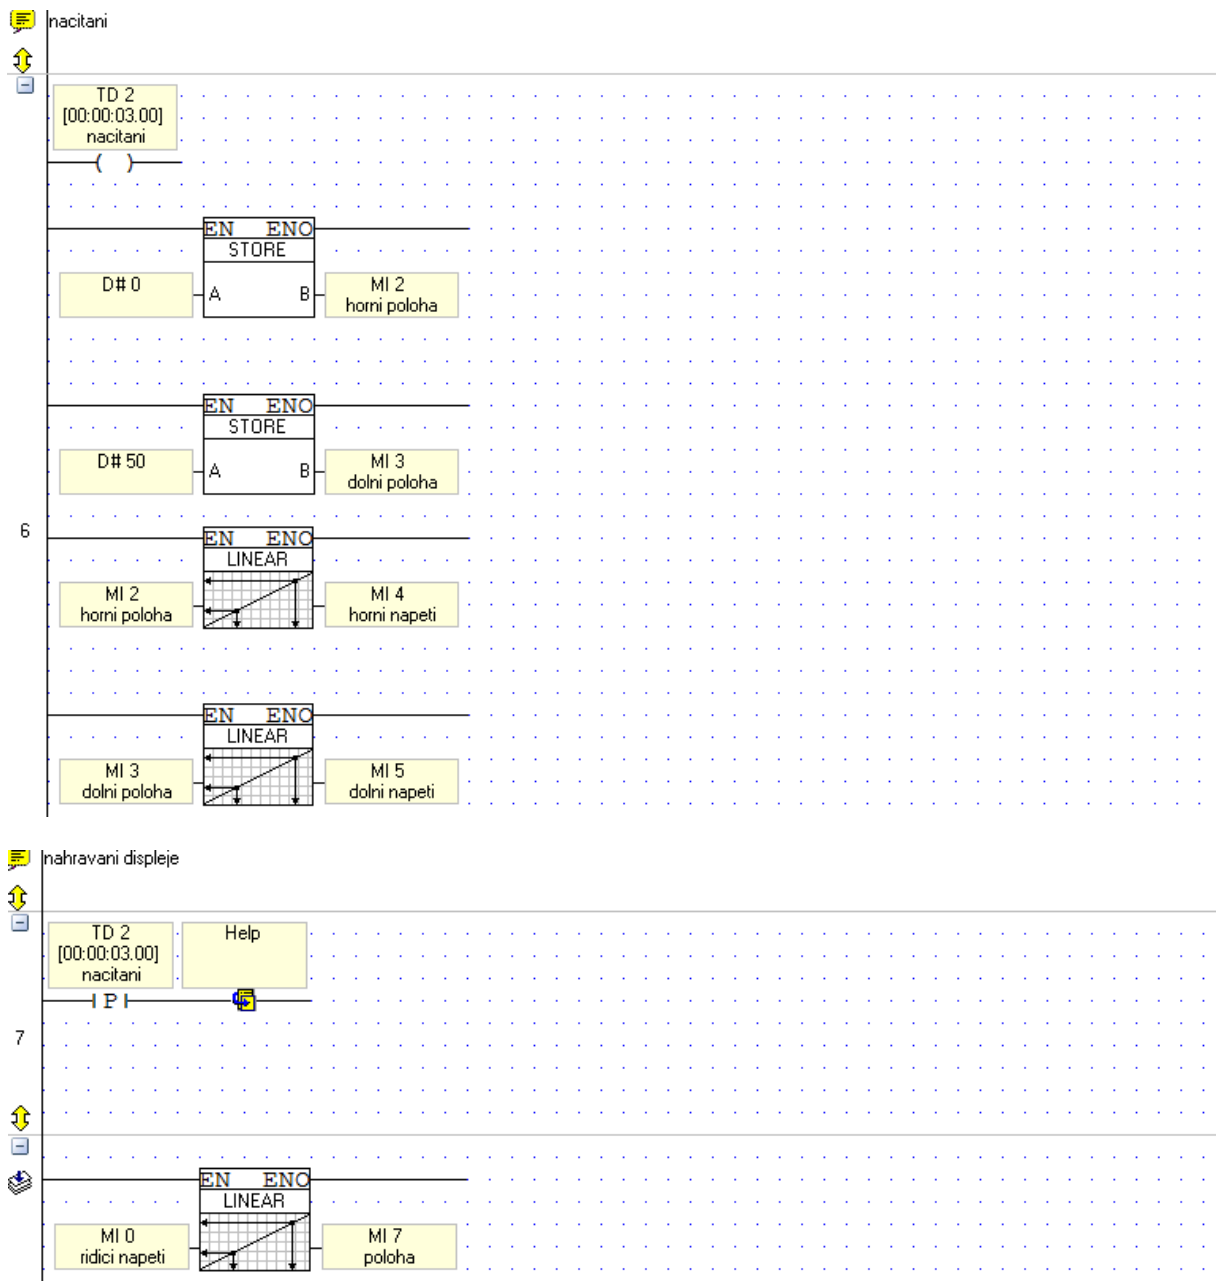 nacitani
TD 2
[00:00:03.00]
nacitani
( )
EN ENO
STORE
D# 0
A B
MI 2
horni poloha
EN ENO
STORE
D# 50
A B
MI 3
dolni poloha
6
EN ENO
LINEAR
MI 2
horni poloha
MI 4
horni napeti
EN ENO
LINEAR
MI 3
dolni poloha
MI 5
dolni napeti
nahravani displeje
TD 2
[00:00:03.00]
nacitani
Help
P
7
EN ENO
LINEAR
MI 0
ridici napeti
MI 7
poloha